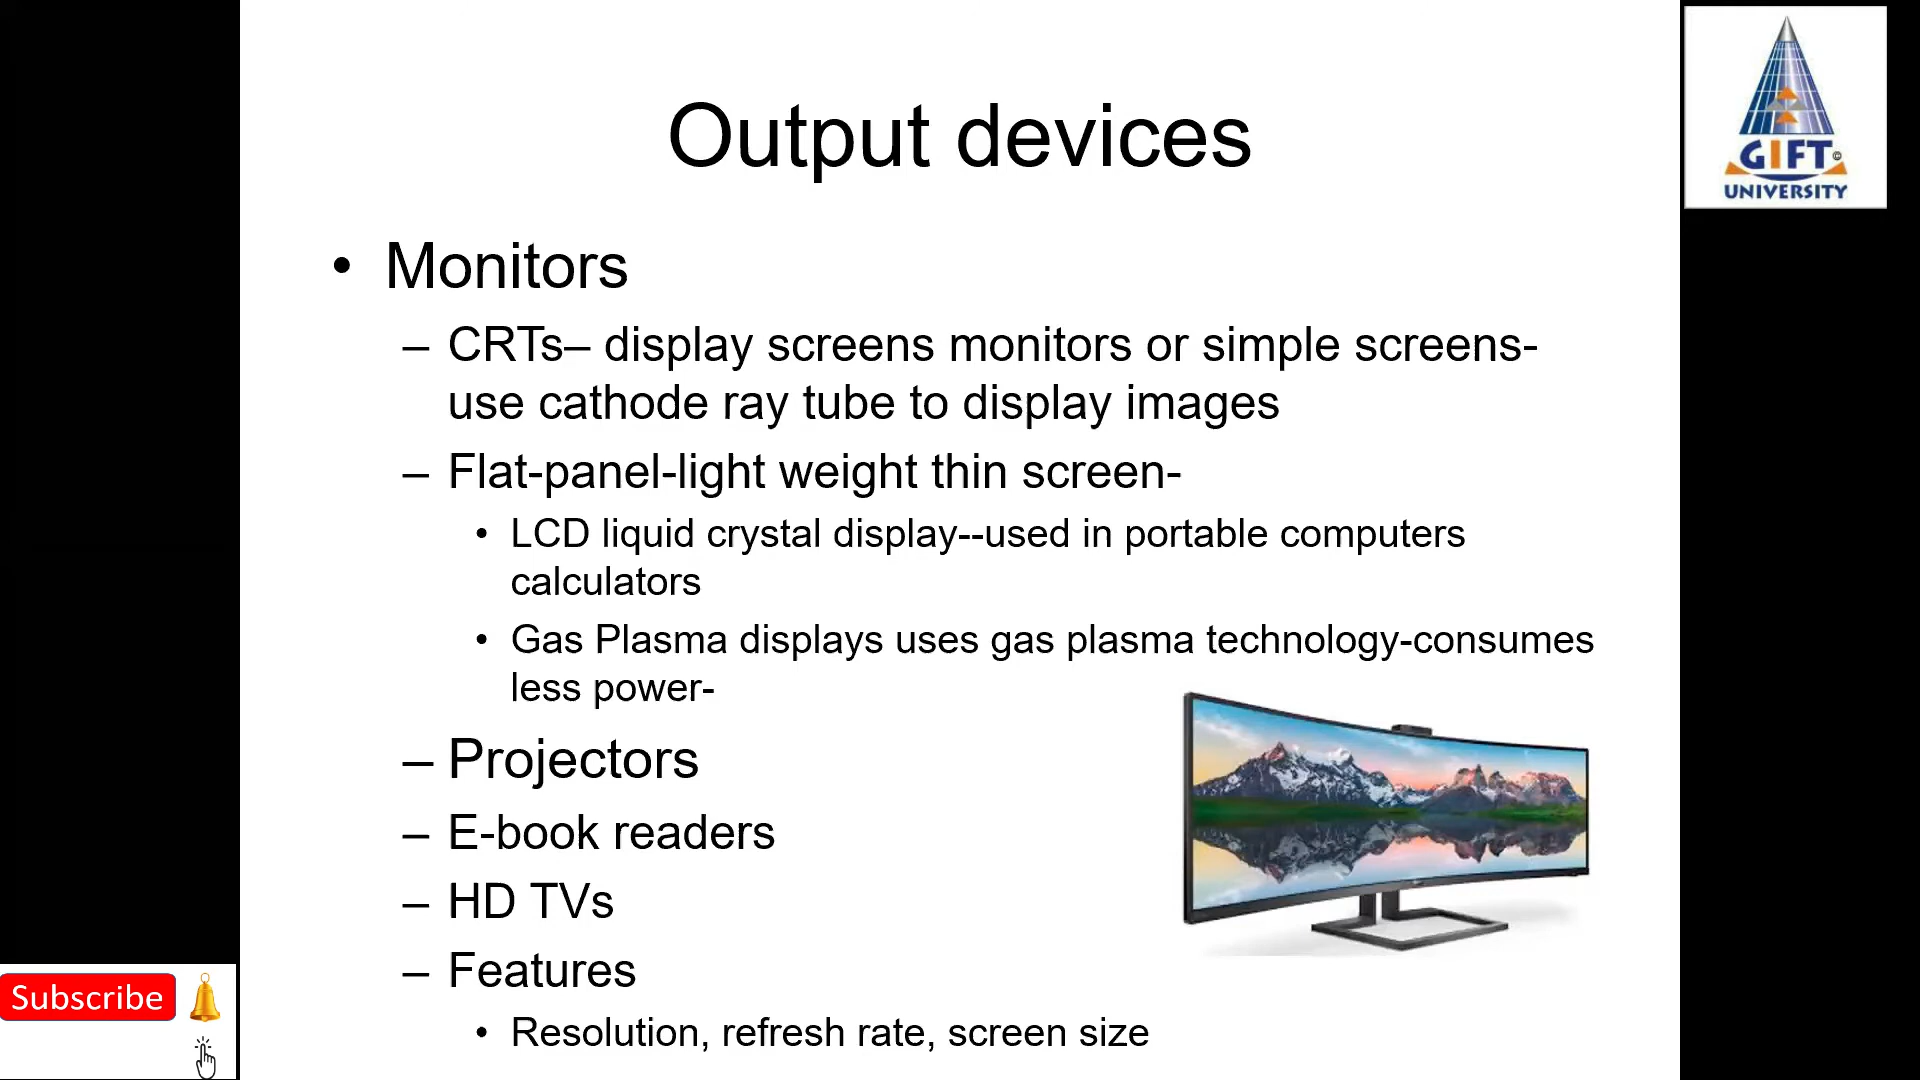 Output devices
GIFT©
UNIVERSITY
• Monitors
– CRTs– display screens monitors or simple screens-
use cathode ray tube to display images
– Flat-panel-light weight thin screen-
• LCD liquid crystal display--used in portable computers
calculators
• Gas Plasma displays uses gas plasma technology-consumes
less power-
– Projectors
– E-book readers
– HD TVs
– Features
• Resolution, refresh rate, screen size
Subscribe